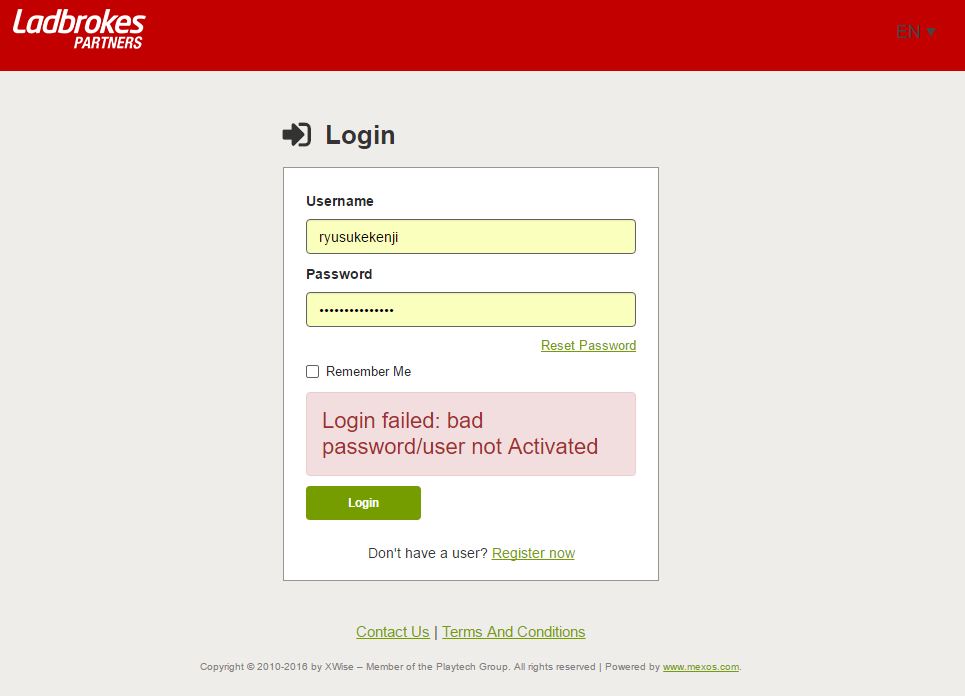 Ladbrokes
PARTNERS
EN ▼
Login
Username
ryusukekenji
Password
•••••••••••••••
Reset Password
Remember Me
Login failed: bad
password/user not Activated
Login
Don't have a user? Register now
Contact Us | Terms And Conditions
Copyright © 2010-2016 by XWise – Member of the Playtech Group. All rights reserved | Powered by www.mexos.com.